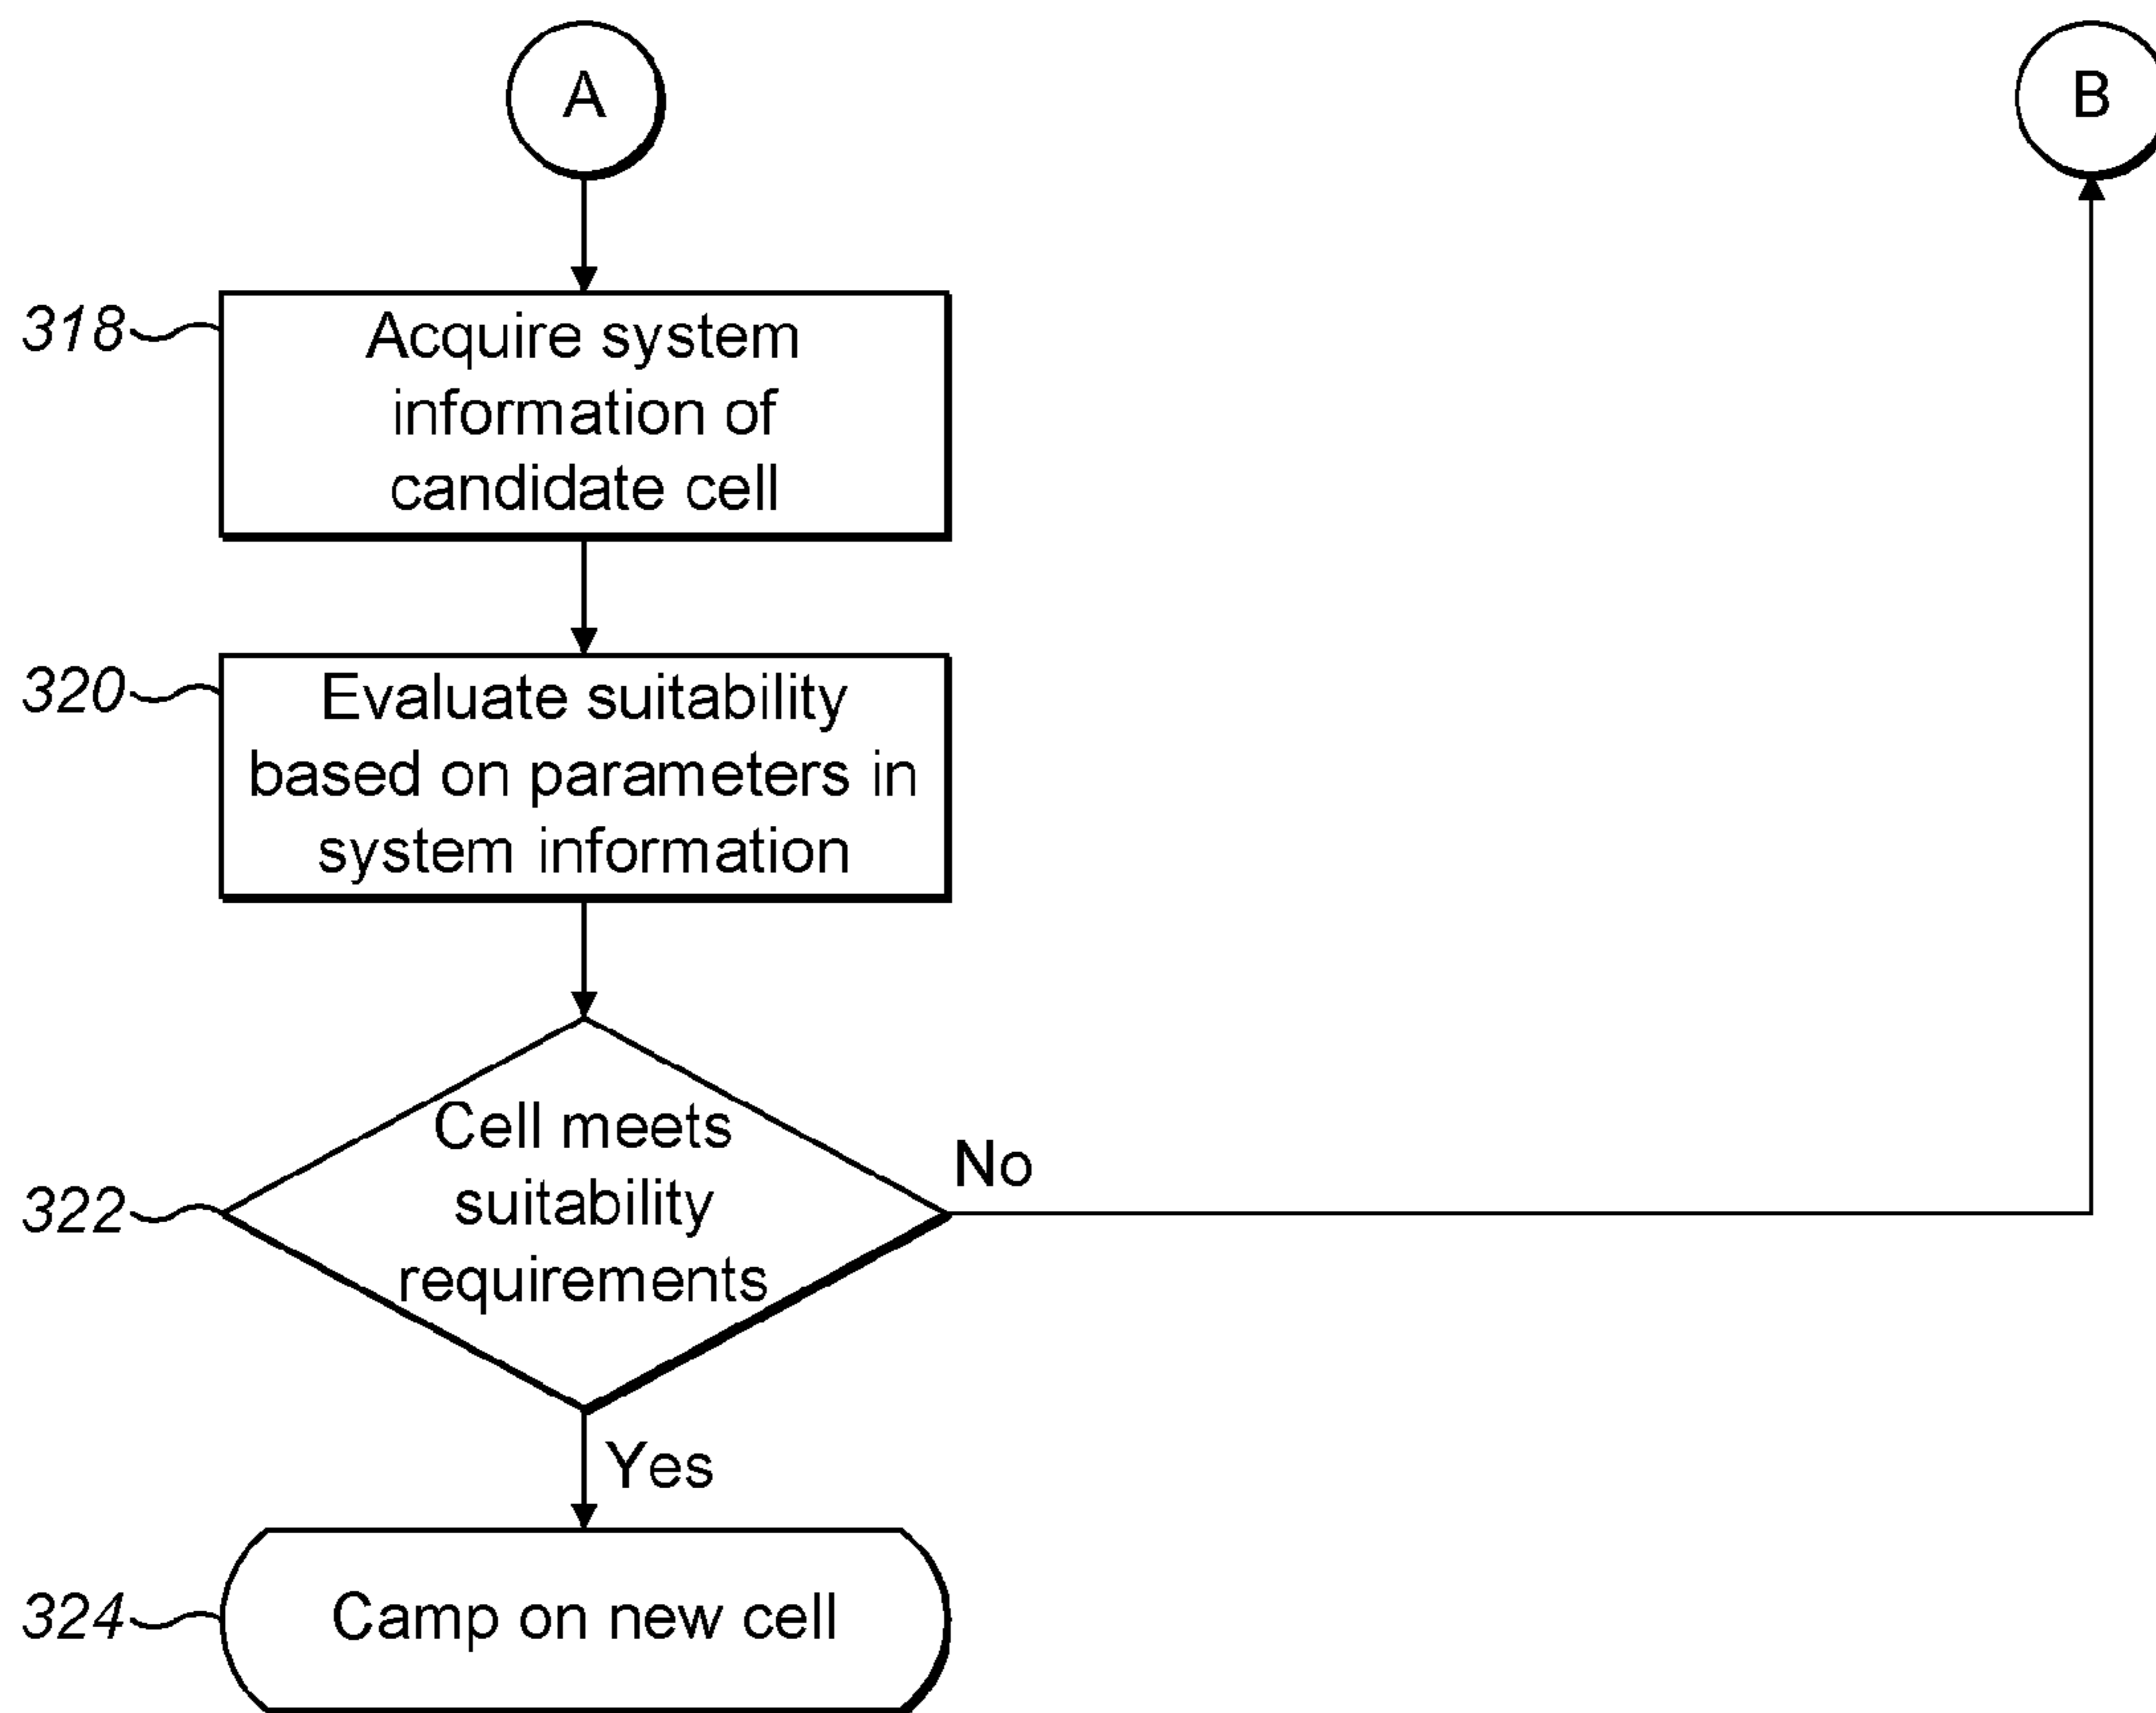 A
B
318
Acquire system
information of
candidate cell
320
Evaluate suitability
based on parameters in
system information
322
Cell meets
suitability
requirements
No
Yes
324
Camp on new cell